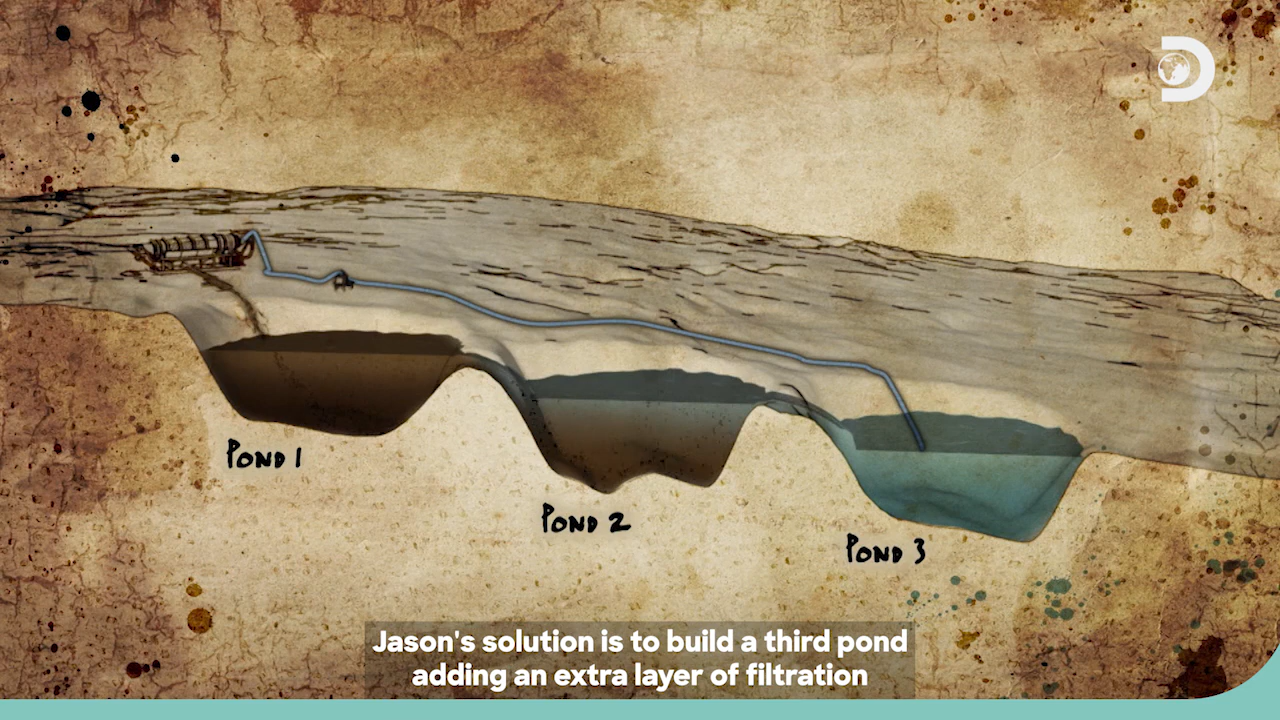 POND 1
POND 2
POND 3
Jason's solution is to build a third pond
adding an extra layer of filtration